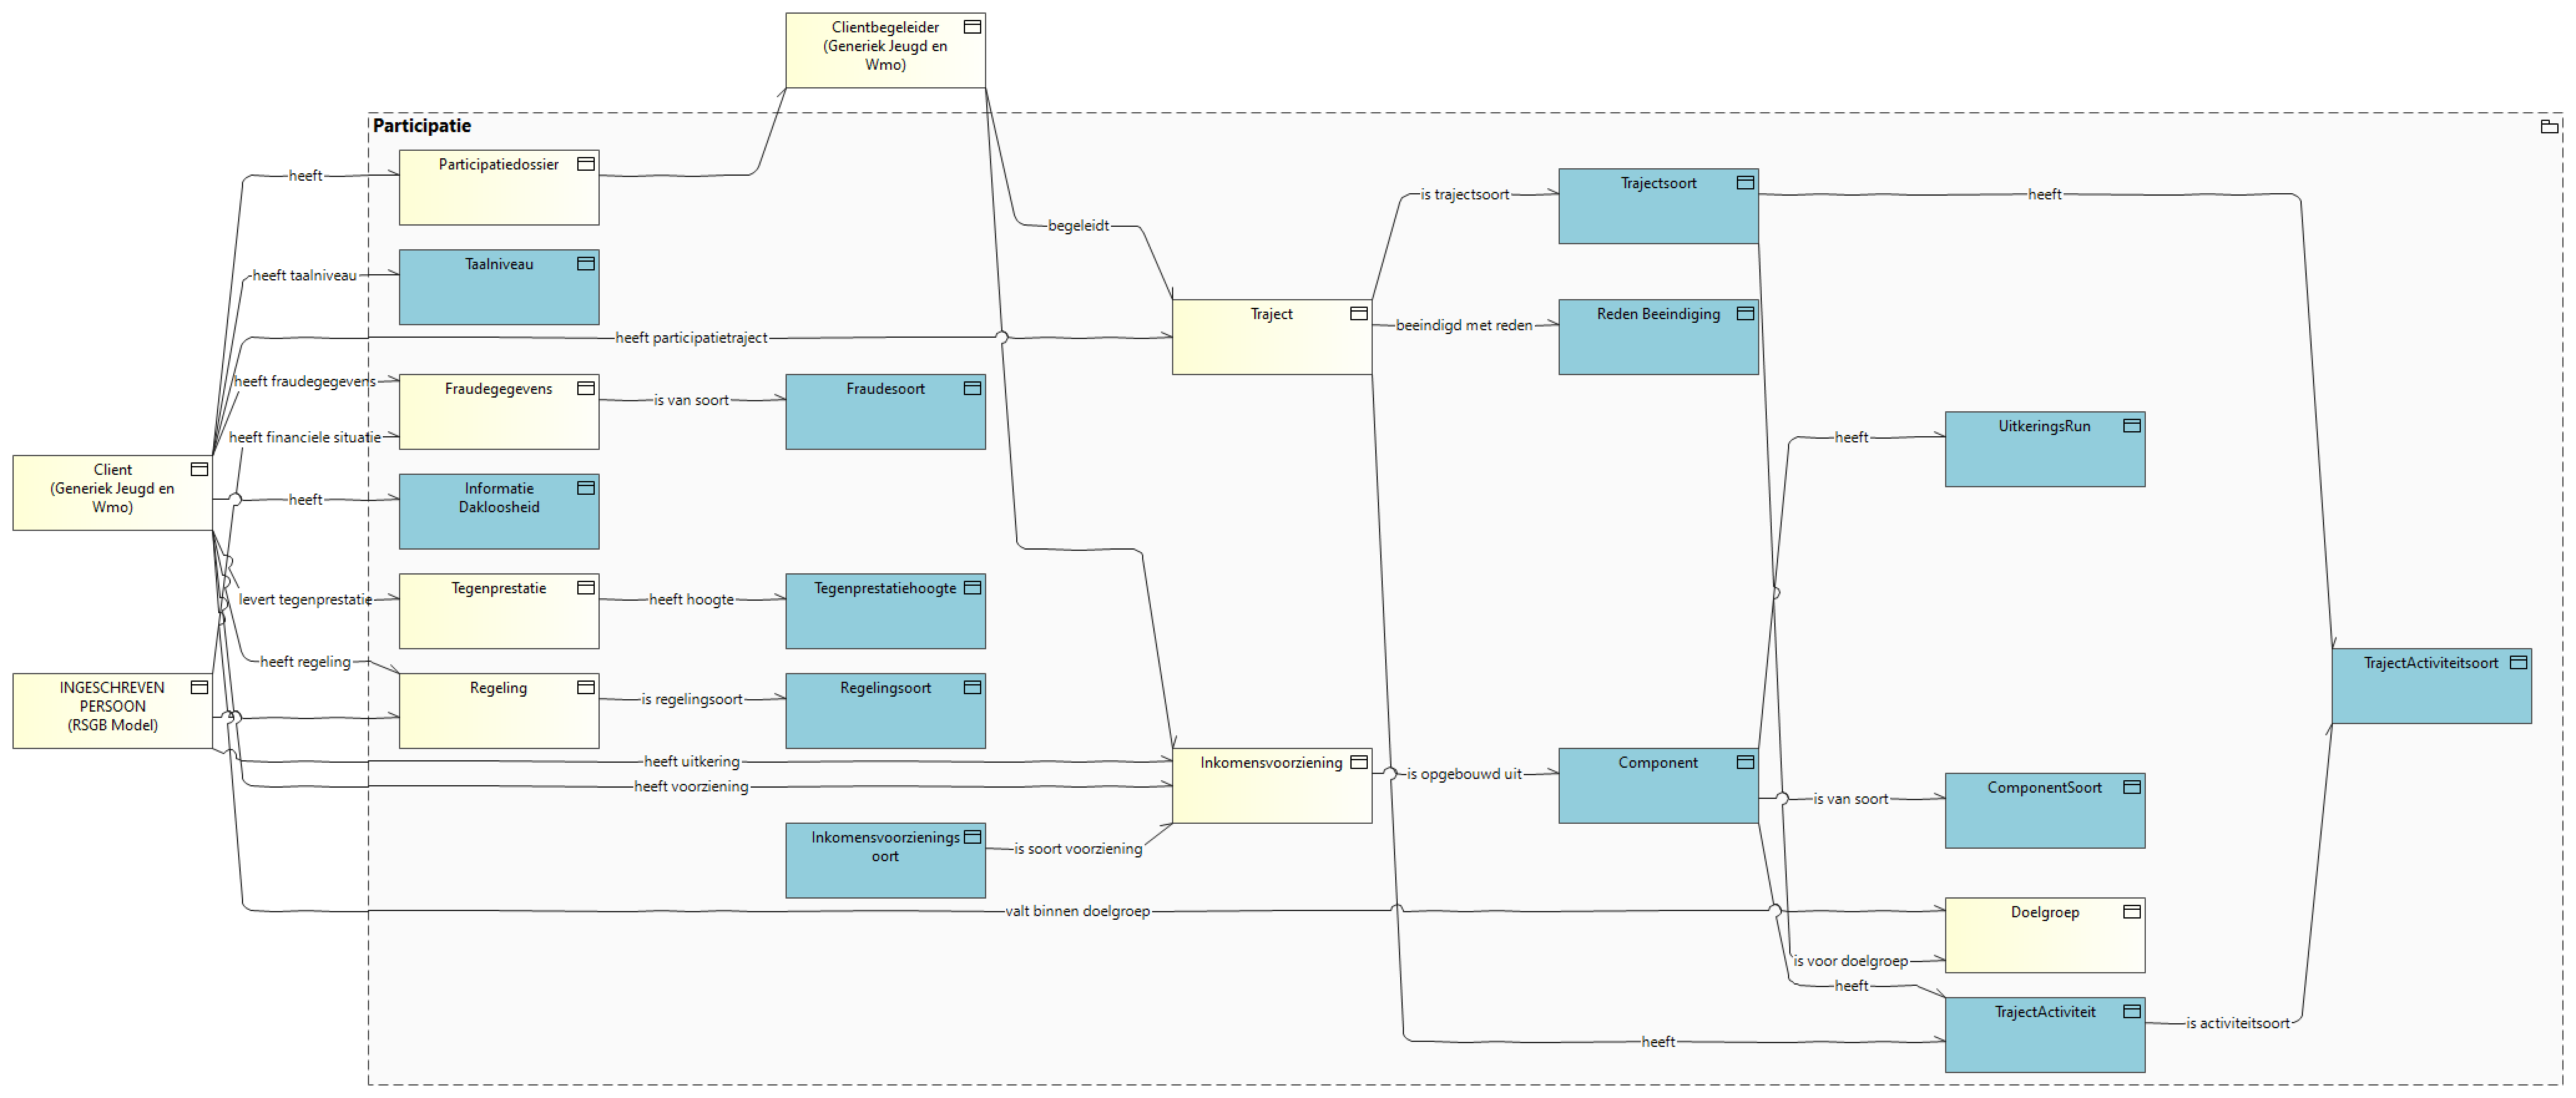 Clientbegeleider
(Generiek Jeugd en
Wmo)
Participatie
Participatiedossier
heeft
Trajectsoort
is trajectsoort
heeft
begeleidt
Taalniveau
heeft taalniveau
Traject
Reden Beeindiging
beeindigd met reden
heeft participatietraject
heeft fraudegegevens
Fraudegegevens
is van soort
Fraudesoort
heeft financiele situatie
UitkeringsRun
heeft
Client
(Generiek Jeugd en
Wmo)
heeft
Informatie
Dakloosheid
levert tegenprestatie
Tegenprestatie
heeft hoogte
Tegenprestatiehoogte
heeft regeling
TrajectActiviteitsoort
INGESCHREVEN
PERSOON
(RSGB Model)
Regeling
is regelingsoort
Regelingsoort
heeft uitkering
heeft voorziening
Inkomensvoorziening
is opgebouwd uit
Component
is van soort
ComponentSoort
Inkomensvoorzienings
oort
is soort voorziening
valt binnen doelgroep
Doelgroep
is voor doelgroep
heeft
TrajectActiviteit
is activiteitsoort
heeft